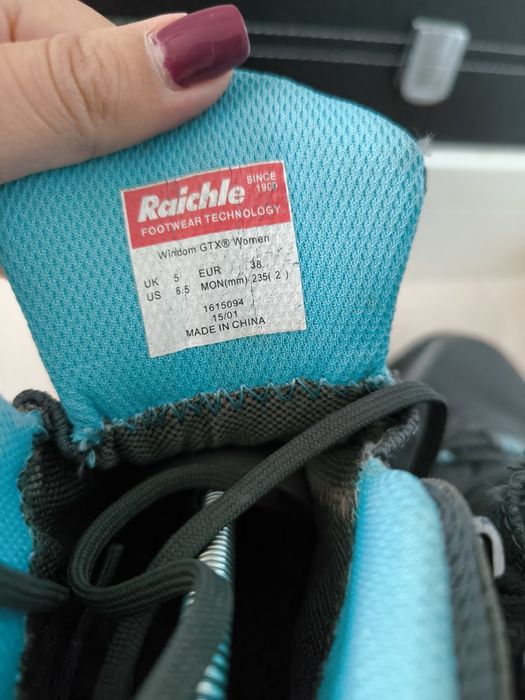 Raichle SINCE 1909
FOOTWEAR TECHNOLOGY
Windom GTX® Women
UK 5 EUR 38
US 6.5 MON(mm) 235( 2 )
1615094
15/01
MADE IN CHINA